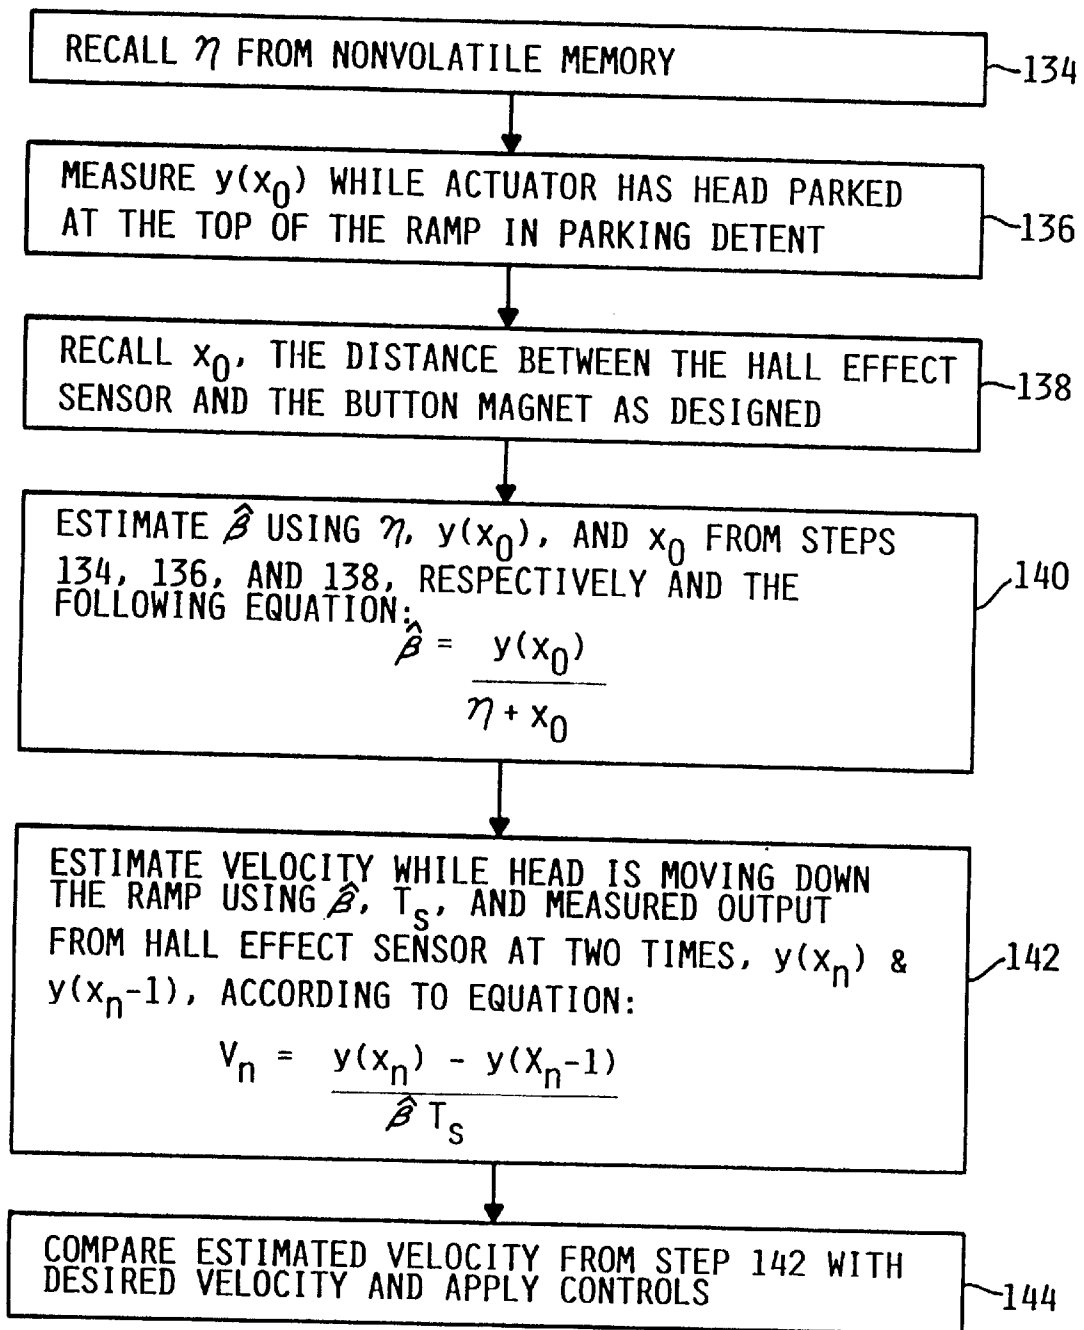 RECALL η FROM NONVOLATILE MEMORY
134
MEASURE y(x₀) WHILE ACTUATOR HAS HEAD PARKED
AT THE TOP OF THE RAMP IN PARKING DETENT
136
RECALL x₀, THE DISTANCE BETWEEN THE HALL EFFECT
SENSOR AND THE BUTTON MAGNET AS DESIGNED
138
ESTIMATE β̂ USING η, y(x₀), AND x₀ FROM STEPS
134, 136, AND 138, RESPECTIVELY AND THE
FOLLOWING EQUATION:
β̂ = y(x₀)
η + x₀
140
ESTIMATE VELOCITY WHILE HEAD IS MOVING DOWN
THE RAMP USING β̂, Tₛ, AND MEASURED OUTPUT
FROM HALL EFFECT SENSOR AT TWO TIMES, y(xₙ) &
y(xₙ-1), ACCORDING TO EQUATION:
Vₙ = y(xₙ) - y(Xₙ-1)
β̂ Tₛ
142
COMPARE ESTIMATED VELOCITY FROM STEP 142 WITH
DESIRED VELOCITY AND APPLY CONTROLS
144